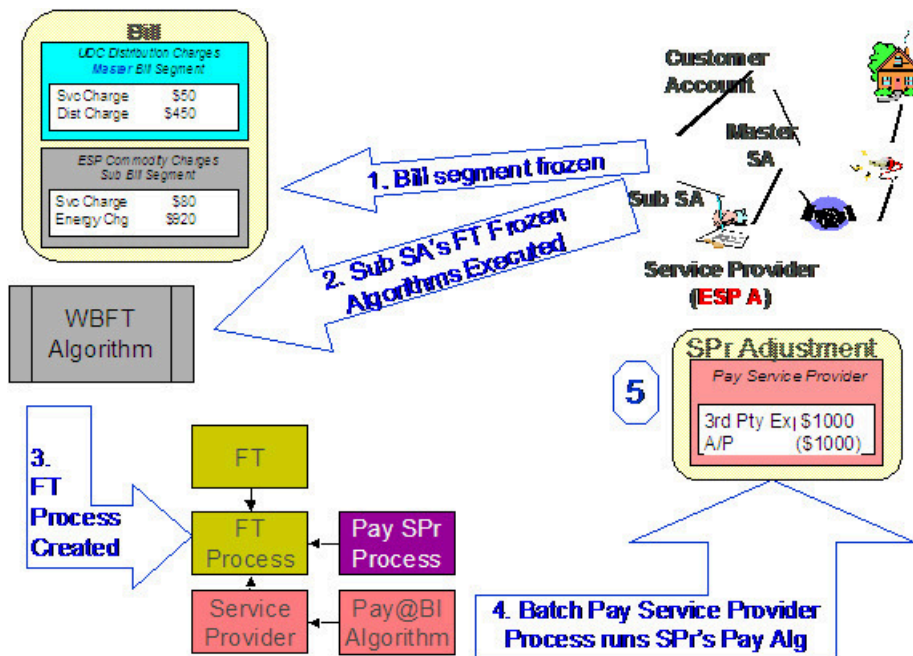 Bill
UDC Distribution Charges
Master Bill Segment
Svc Charge $50
Dist Charge $450
ESP Commodity Charges
Sub Bill Segment
Svc Charge $80
Energy Chg $920
Customer
Account
Master
SA
Sub SA
Service Provider
(ESP A)
1. Bill segment frozen
2. Sub SA's FT Frozen
Algorithms Executed
WBFT
Algorithm
SPr Adjustment
Pay Service Provider
3rd Pty Exp $1000
A/P ($1000)
5
3.
FT
Process
Created
FT
FT
Process
Pay SPr
Process
Service
Provider
Pay@BI
Algorithm
4. Batch Pay Service Provider
Process runs SPr's Pay Alg